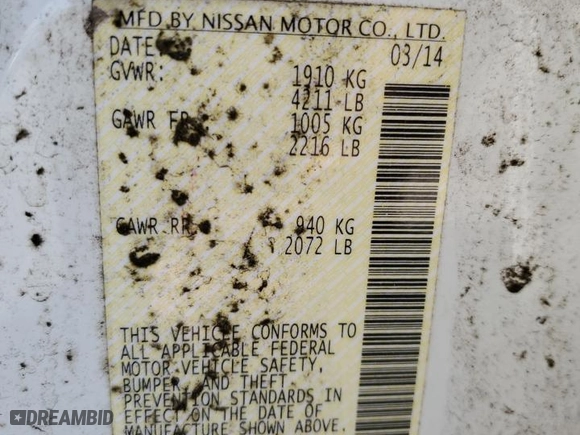 MFD BY NISSAN MOTOR CO., LTD.
DATE 03/14
GVWR: 1910 KG
4211 LB
GAWR FR 1005 KG
2216 LB
GAWR RR 940 KG
2072 LB
THIS VEHICLE CONFORMS TO
ALL APPLICABLE FEDERAL
MOTOR VEHICLE SAFETY,
BUMPER, AND THEFT
PREVENTION STANDARDS IN
EFFECT ON THE DATE OF
MANUFACTURE SHOWN ABOVE.
DREAMBID